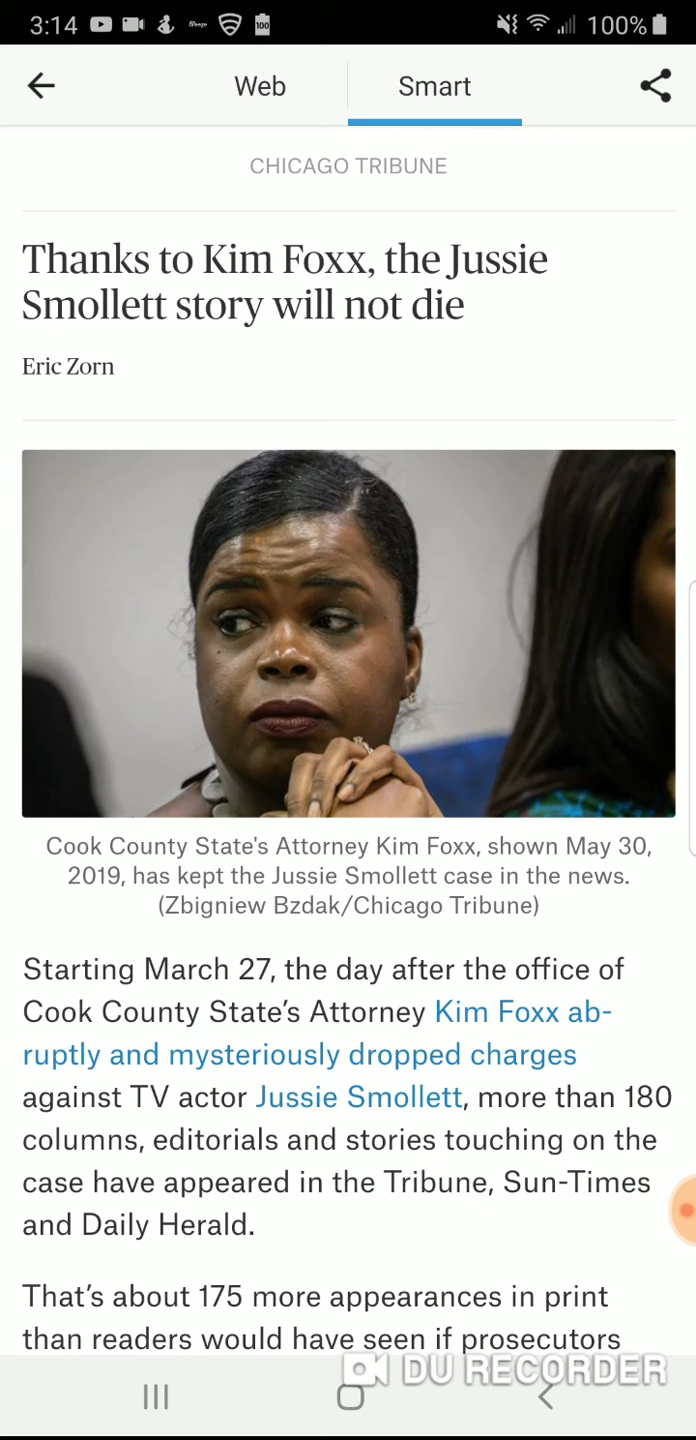 3:14
100
100%
Web
Smart
CHICAGO TRIBUNE
Thanks to Kim Foxx, the Jussie
Smollett story will not die
Eric Zorn
Cook County State's Attorney Kim Foxx, shown May 30,
2019, has kept the Jussie Smollett case in the news.
(Zbigniew Bzdak/Chicago Tribune)
Starting March 27, the day after the office of
Cook County State’s Attorney Kim Foxx ab-
ruptly and mysteriously dropped charges
against TV actor Jussie Smollett, more than 180
columns, editorials and stories touching on the
case have appeared in the Tribune, Sun-Times
and Daily Herald.
That’s about 175 more appearances in print
than readers would have seen if prosecutors
DU RECORDER